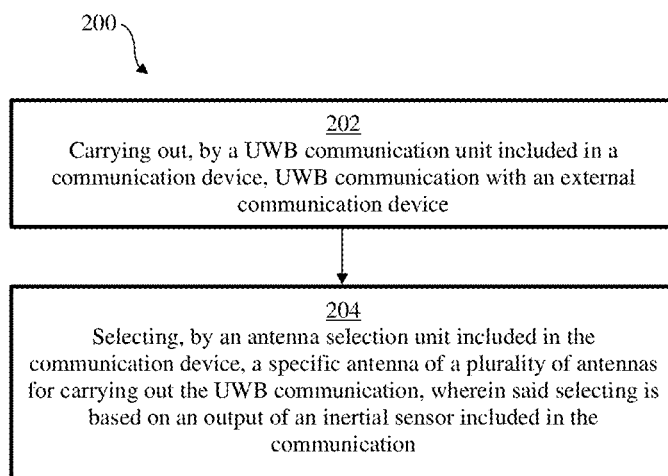 200
202
Carrying out, by a UWB communication unit included in a
communication device, UWB communication with an external
communication device
204
Selecting, by an antenna selection unit included in the
communication device, a specific antenna of a plurality of antennas
for carrying out the UWB communication, wherein said selecting is
based on an output of an inertial sensor included in the
communication